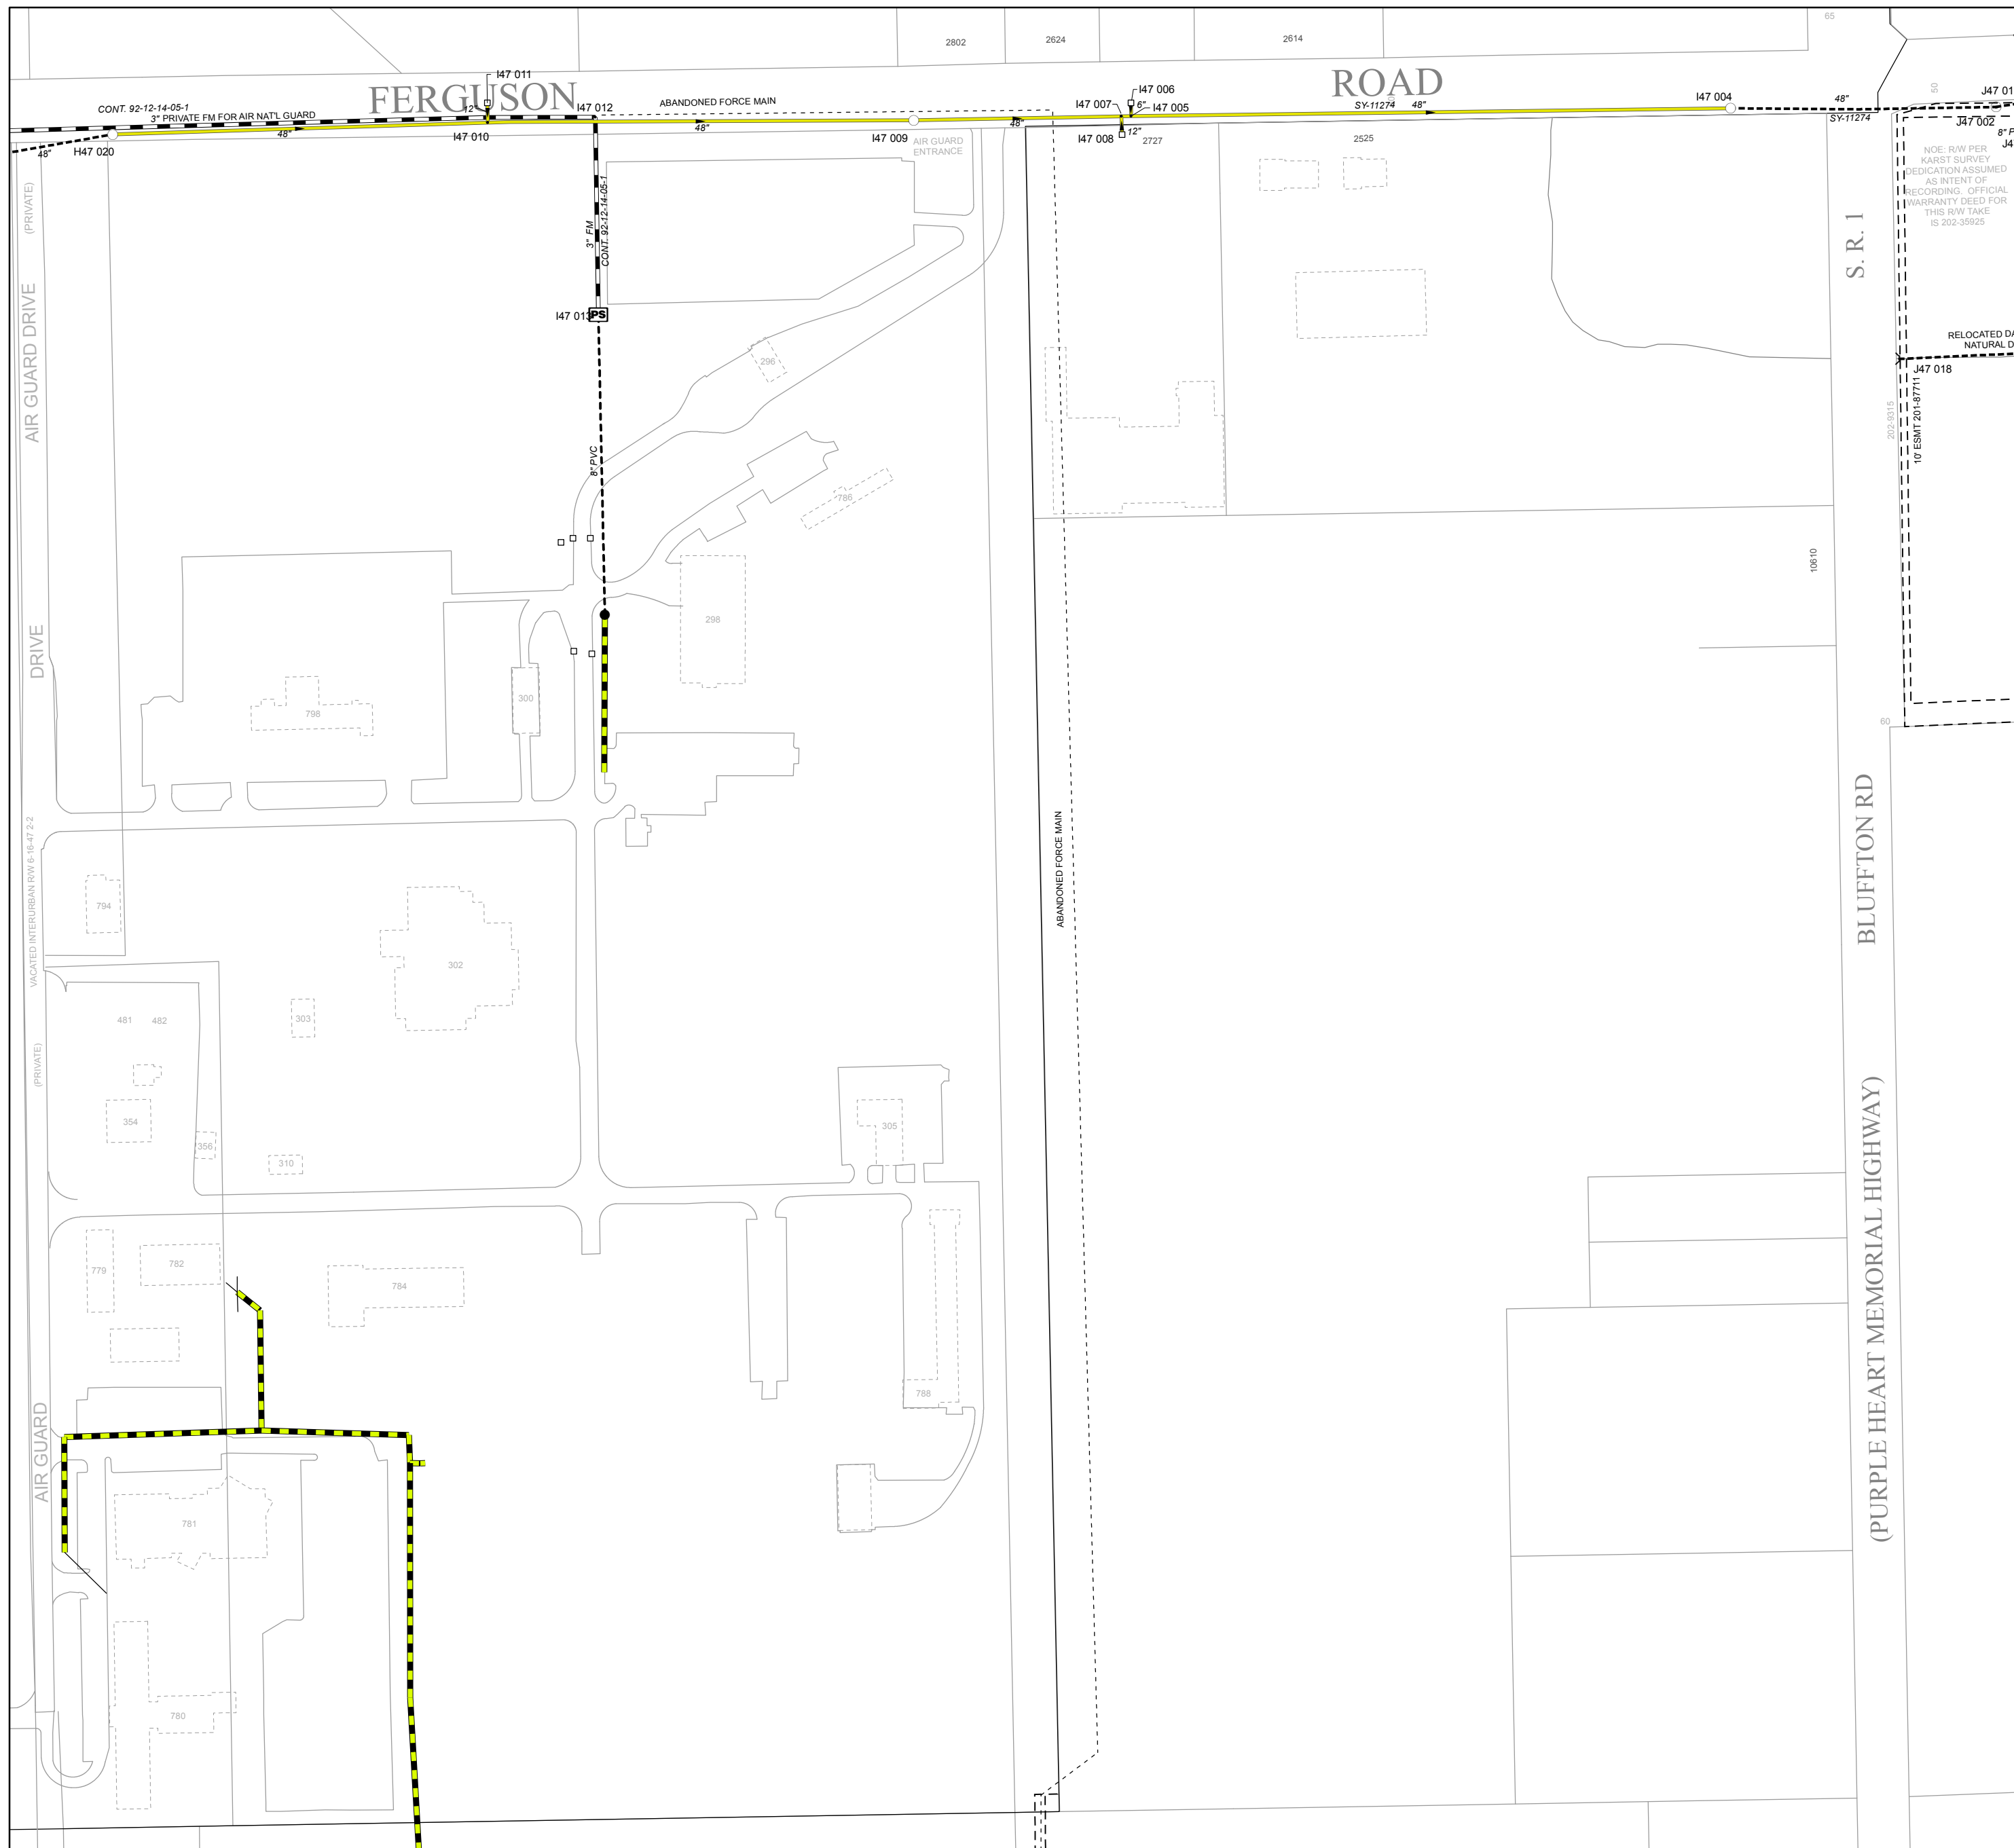 65
2802
2624
2614
I47 011
FERGUSON
ROAD
CONT. 92-12-14-05-1
3" PRIVATE FM FOR AIR NAT'L GUARD
12"
I47 012
ABANDONED FORCE MAIN
I47 006
I47 007
6"
I47 005
SY-11274
48"
I47 004
48"
50
J47 002
SY-11274
48"
H47 020
48"
I47 010
48"
I47 009
48"
I47 008
12"
2727
2525
AIR GUARD
ENTRANCE
NOE: R/W PER
KARST SURVEY
DEDICATION ASSUMED
AS INTENT OF
RECORDING. OFFICIAL
WARRANTY DEED FOR
THIS R/W TAKE
IS 202-35925
(PRIVATE)
3" FM
CONT. 92-12-14-05-1
S. R. 1
I47 013
PS
AIR GUARD DRIVE
296
RELOCATED DA
NATURAL D
J47 018
202-9315
10' ESMT 201-87711
8" PVC
786
10610
298
DRIVE
300
798
60
BLUFFTON RD
VACATED INTERURBAN R/W 6-16-47 2-2
ABANDONED FORCE MAIN
794
302
303
481
482
(PRIVATE)
354
356
310
305
(PURPLE HEART MEMORIAL HIGHWAY)
779
782
784
788
AIR GUARD
781
780